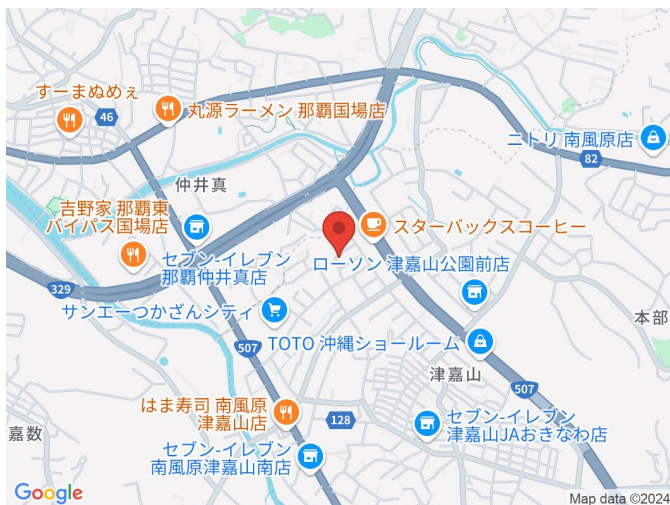 すーまぬめぇ
46
丸源ラーメン 那覇国場店
ニトリ 南風原店
82
仲井真
吉野家 那覇東
バイパス国場店
スターバックスコーヒー
セブン-イレブン
那覇仲井真店
ローソン 津嘉山公園前店
329
サンエーつかざんシティ
本部
507
TOTO 沖縄ショールーム
津嘉山
507
はま寿司 南風原
津嘉山店
128
嘉数
セブン-イレブン
津嘉山JAおきなわ店
セブン-イレブン
南風原津嘉山南店
Google
Map data ©2024